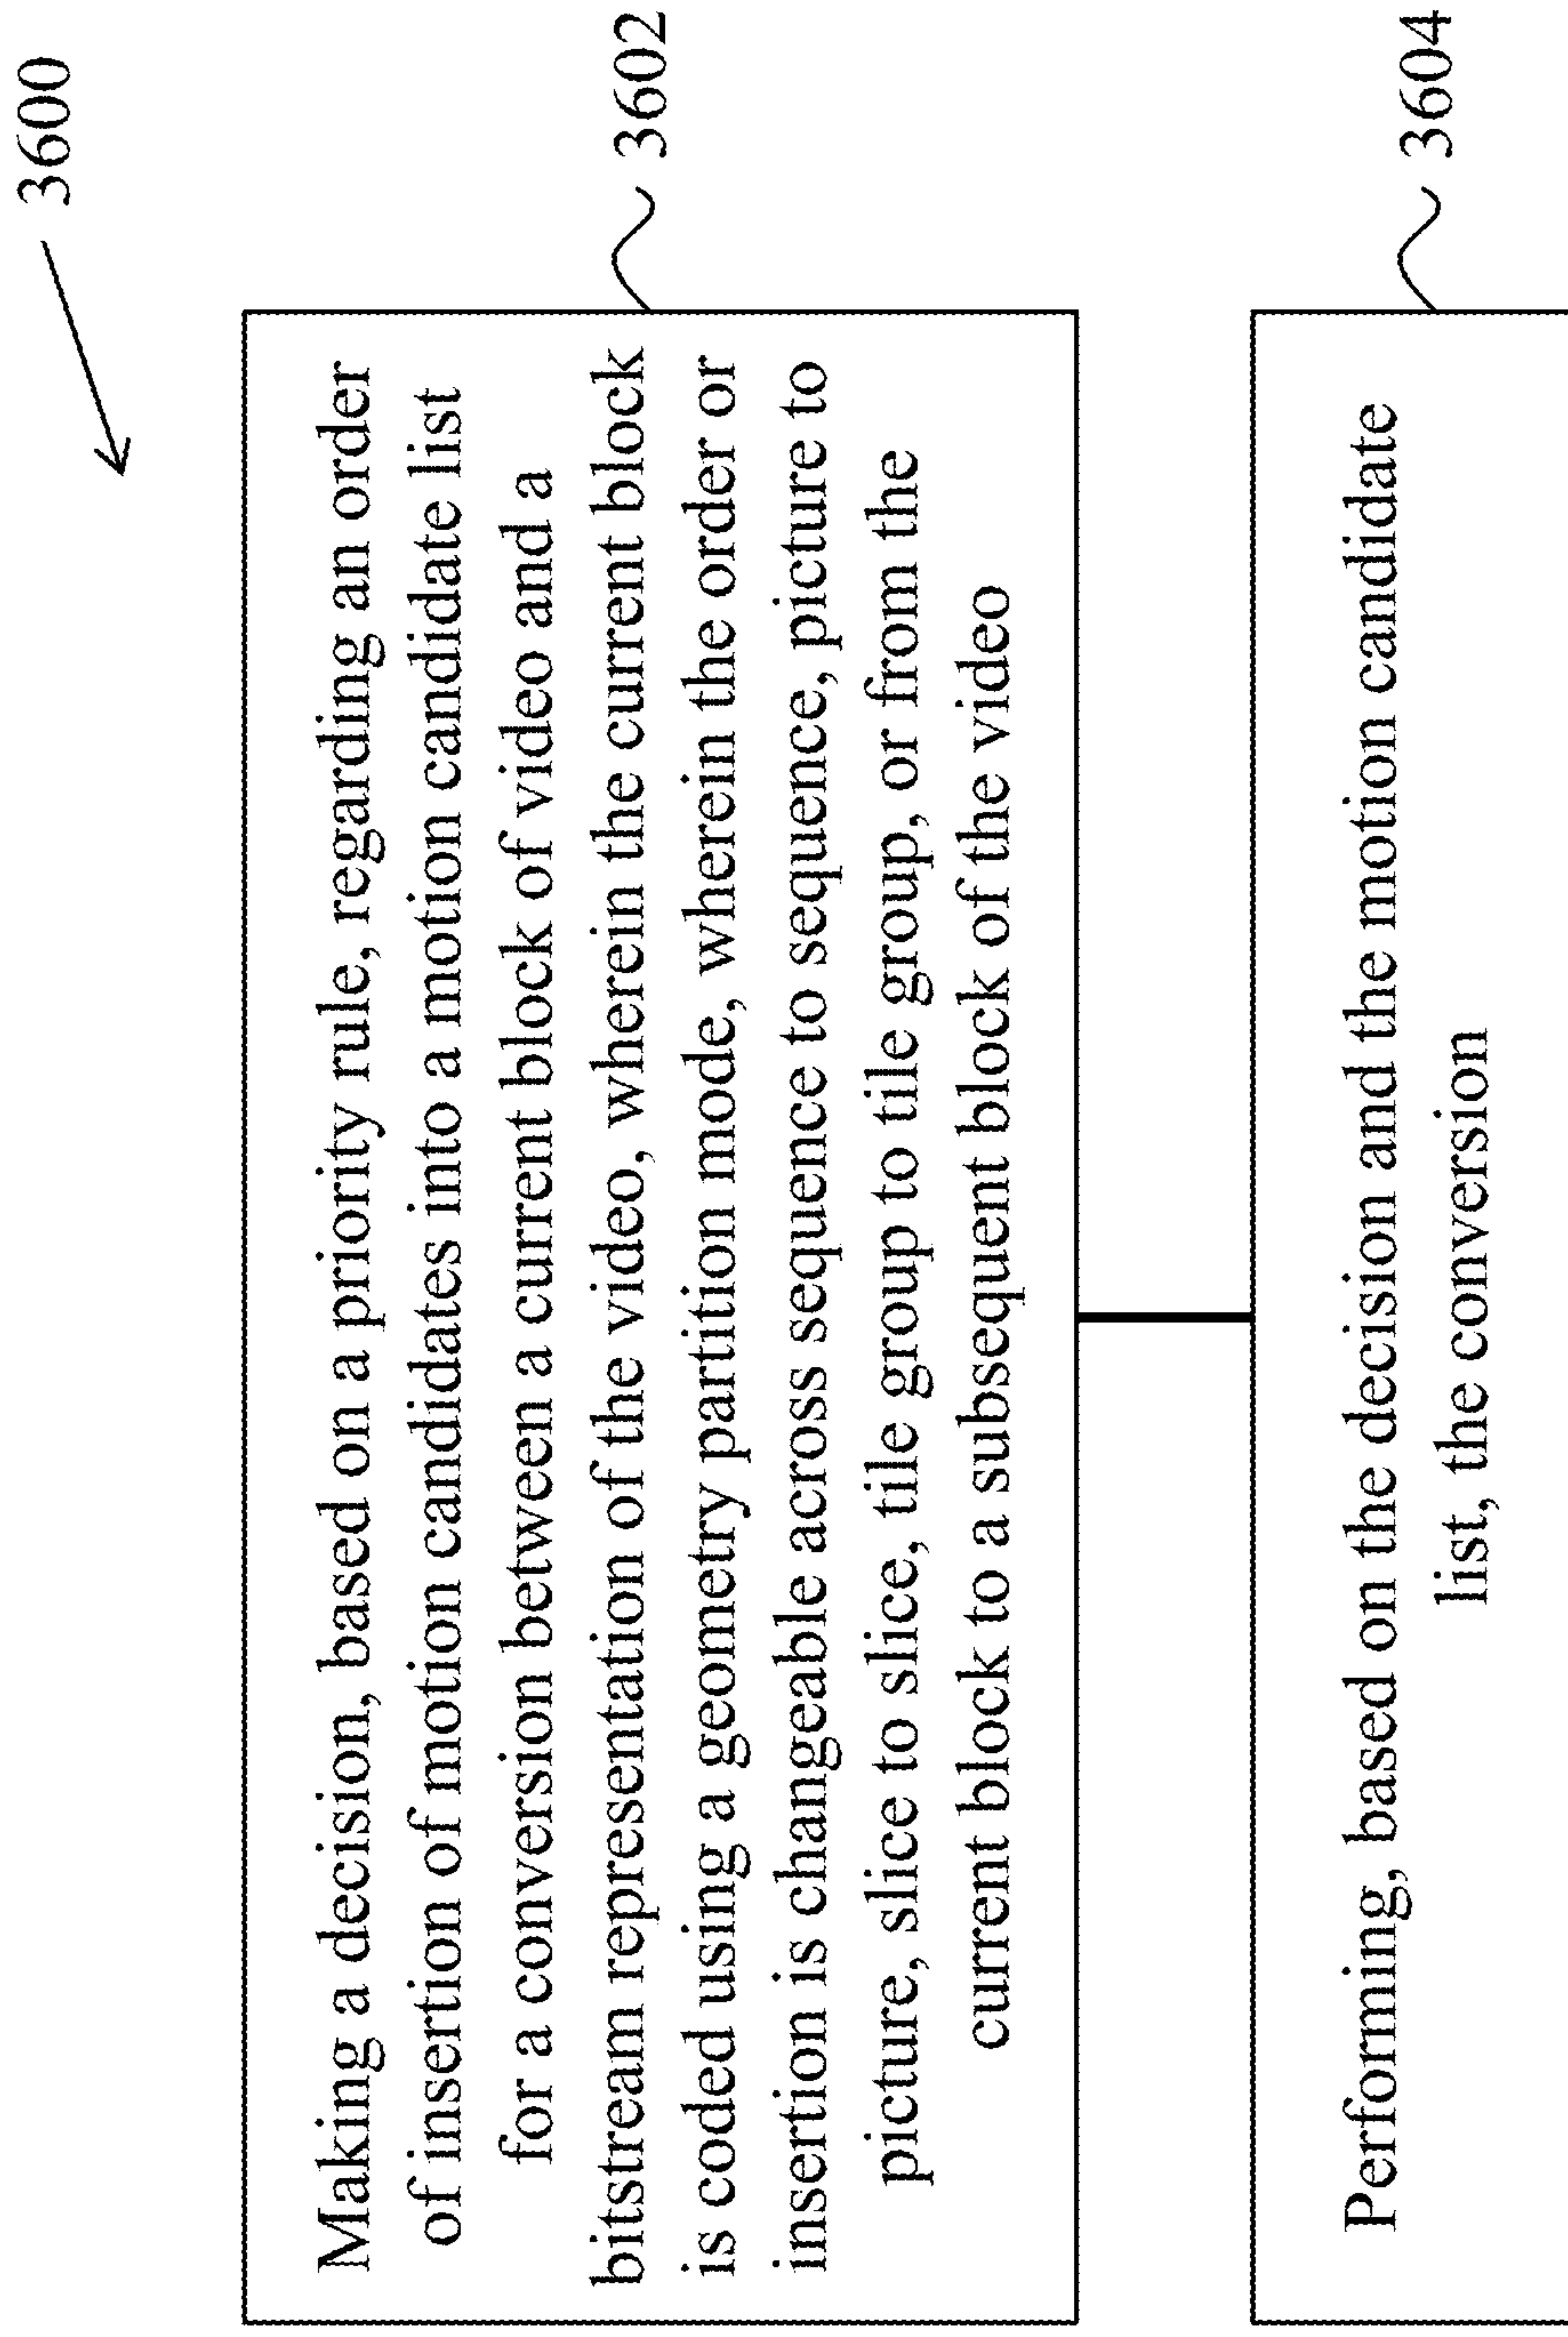 3600
Making a decision, based on a priority rule, regarding an order
of insertion of motion candidates into a motion candidate list
for a conversion between a current block of video and a
bitstream representation of the video, wherein the current block
is coded using a geometry partition mode, wherein the order or
insertion is changeable across sequence to sequence, picture to
picture, slice to slice, tile group to tile group, or from the
current block to a subsequent block of the video
3602
Performing, based on the decision and the motion candidate
list, the conversion
3604